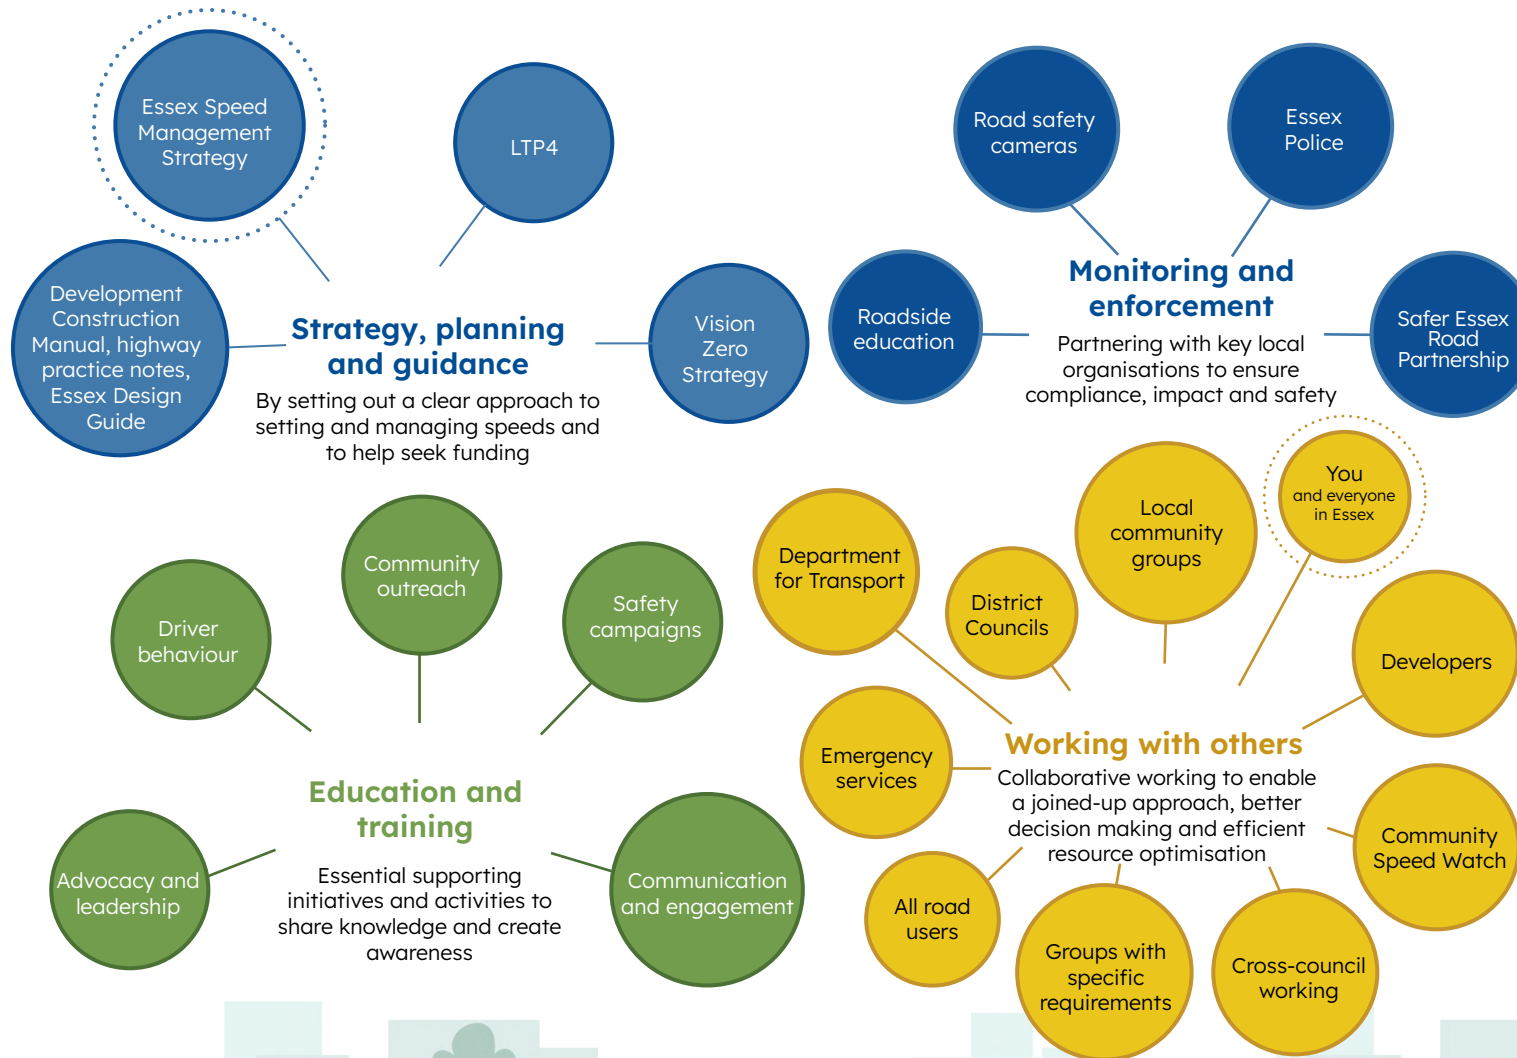 Essex Speed
Management
Strategy
LTP4
Development
Construction
Manual, highway
practice notes,
Essex Design
Guide
Vision
Zero
Strategy
Strategy, planning
and guidance
By setting out a clear approach to
setting and managing speeds and
to help seek funding
Road safety
cameras
Essex
Police
Roadside
education
Safer Essex
Road
Partnership
Monitoring and
enforcement
Partnering with key local
organisations to ensure
compliance, impact and safety
Driver
behaviour
Community
outreach
Safety
campaigns
Advocacy and
leadership
Communication
and engagement
Education and
training
Essential supporting
initiatives and activities to
share knowledge and create
awareness
Department
for Transport
District
Councils
Local
community
groups
You
and everyone
in Essex
Developers
Emergency
services
Working with others
Collaborative working to enable
a joined-up approach, better
decision making and efficient
resource optimisation
Community
Speed Watch
All road
users
Groups with
specific
requirements
Cross-council
working